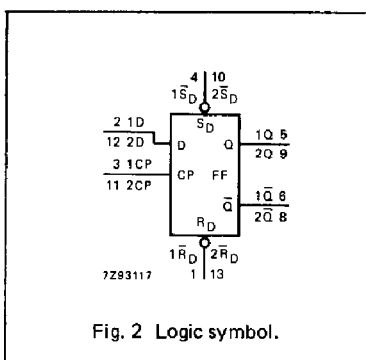 4 10
1S̅D 2S̅D
SD
2 1D
12 2D
D
Q
1Q 5
2Q 9
3 1CP
11 2CP
CP
FF
Q̅
1Q̅ 6
2Q̅ 8
RD
1R̅D 2R̅D
1 13
7Z93117
Fig. 2 Logic symbol.